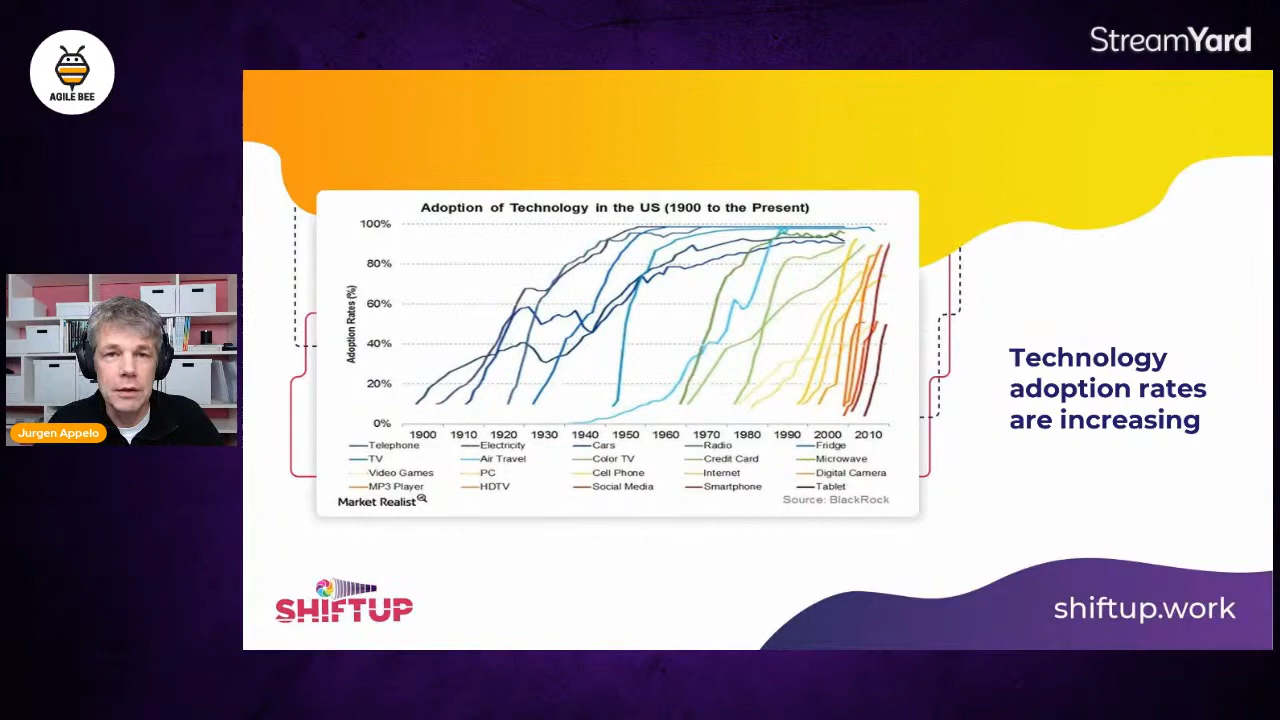 AGILE BEE
StreamYard
Adoption of Technology in the US (1900 to the Present)
Adoption Rates (%)
100%
80%
60%
40%
20%
0%
1900 1910 1920 1930 1940 1950 1960 1970 1980 1990 2000 2010
Telephone Electricity Cars Radio Fridge
TV Air Travel Color TV Credit Card Microwave
Video Games PC Cell Phone Internet Digital Camera
MP3 Player HDTV Social Media Smartphone Tablet
Market Realist
Source: BlackRock
Technology
adoption rates
are increasing
Jurgen Appelo
SHIFTUP
shiftup.work